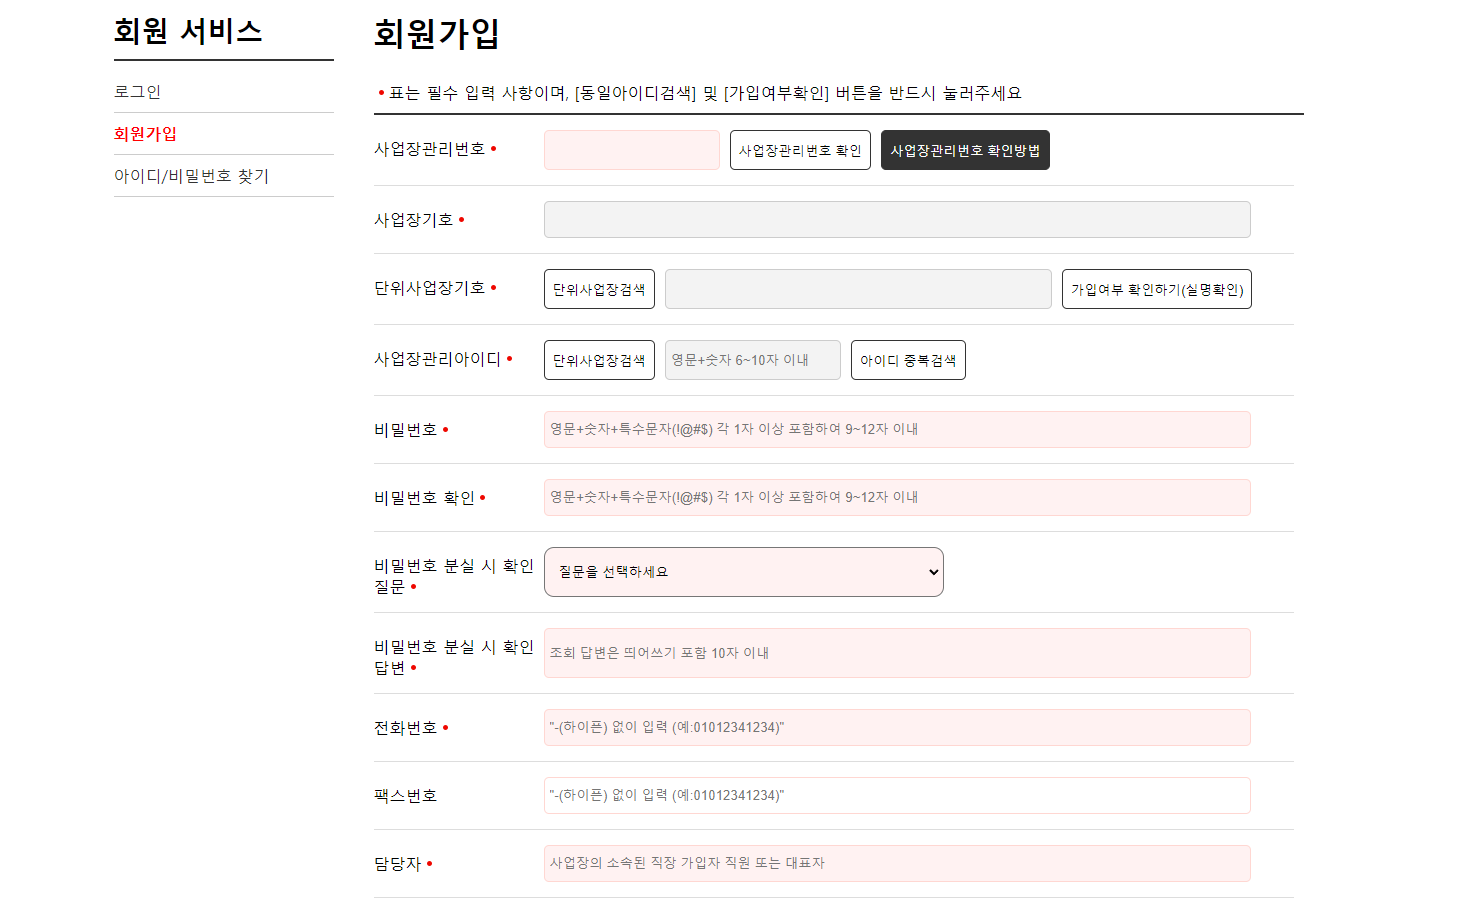 회원 서비스
로그인
회원가입
아이디/비밀번호 찾기
회원가입
• 표는 필수 입력 사항이며, [동일아이디검색] 및 [가입여부확인] 버튼을 반드시 눌러주세요
사업장관리번호 • 사업장관리번호 확인 사업장관리번호 확인방법
사업장기호 •
단위사업장기호 • 단위사업장검색 가입여부 확인하기(실명확인)
사업장관리아이디 • 단위사업장검색 영문+숫자 6~10자 이내 아이디 중복검색
비밀번호 • 영문+숫자+특수문자(!@#$) 각 1자 이상 포함하여 9~12자 이내
비밀번호 확인 • 영문+숫자+특수문자(!@#$) 각 1자 이상 포함하여 9~12자 이내
비밀번호 분실 시 확인
질문 • 질문을 선택하세요
비밀번호 분실 시 확인
답변 • 조회 답변은 띄어쓰기 포함 10자 이내
전화번호 • "-(하이픈) 없이 입력 (예:01012341234)"
팩스번호 "-(하이픈) 없이 입력 (예:01012341234)"
담당자 • 사업장의 소속된 직장 가입자 직원 또는 대표자